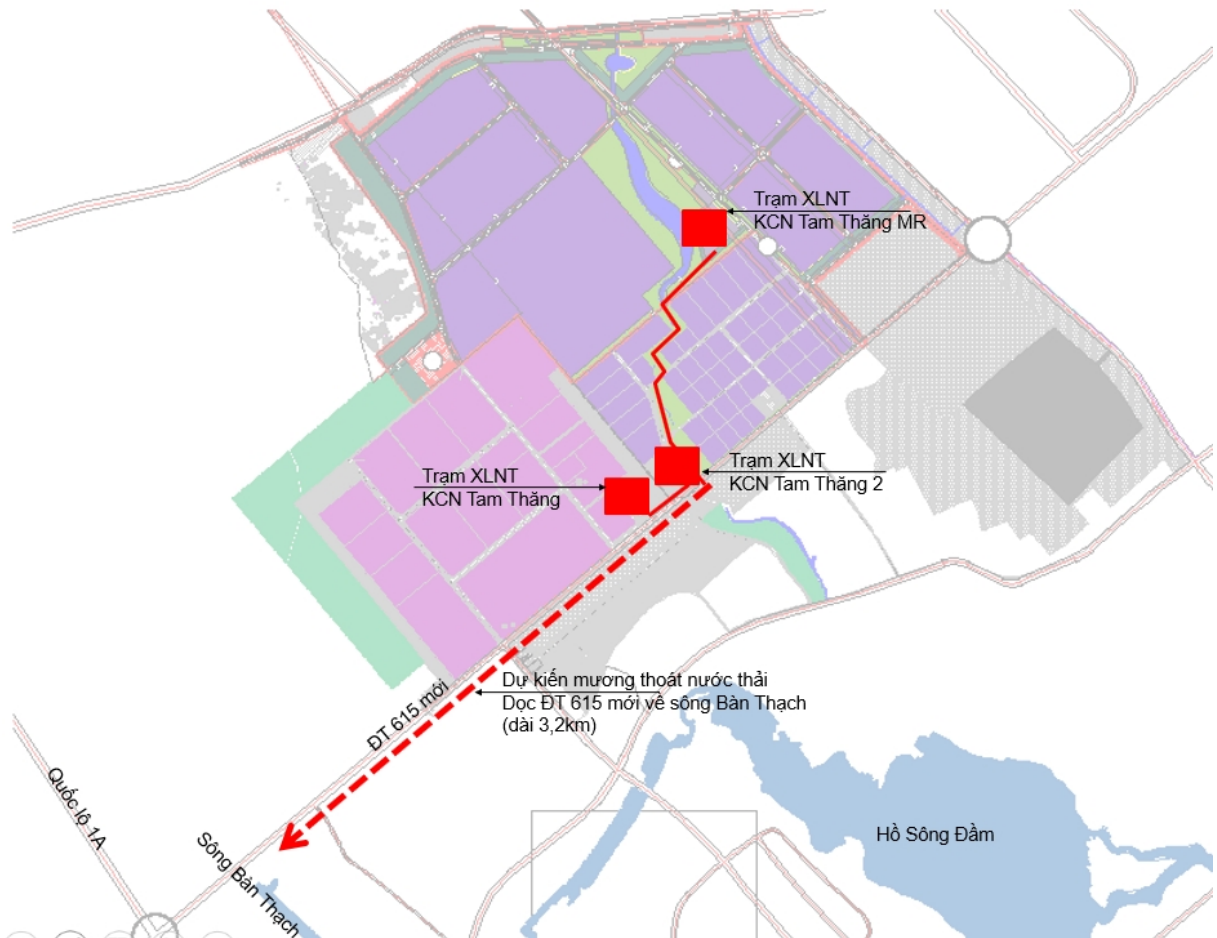 Trạm XLNT
KCN Tam Thăng MR
Trạm XLNT
KCN Tam Thăng 2
Trạm XLNT
KCN Tam Thăng
Dự kiến mương thoát nước thải
Dọc ĐT 615 mới về sông Bàn Thạch
(dài 3,2km)
ĐT 615 mới
Quốc lộ 1A
Sông Bàn Thạch
Hồ Sông Đầm